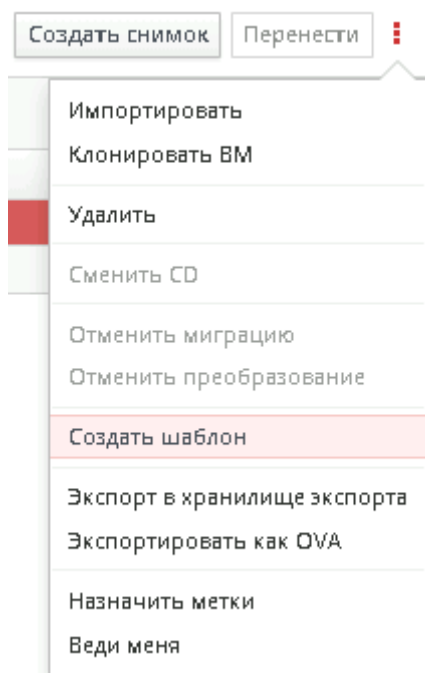 Создать снимок Перенести
Импортировать
Клонировать ВМ
Удалить
Сменить CD
Отменить миграцию
Отменить преобразование
Создать шаблон
Экспорт в хранилище экспорта
Экспортировать как OVA
Назначить метки
Веди меня